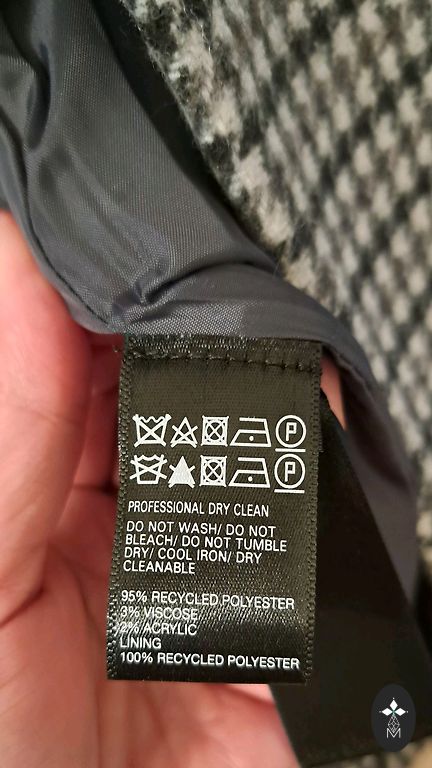 P
P
PROFESSIONAL DRY CLEAN
DO NOT WASH/ DO NOT
BLEACH/ DO NOT TUMBLE
DRY/ COOL IRON/ DRY
CLEANABLE
95% RECYCLED POLYESTER
3% VISCOSE
2% ACRYLIC
LINING
100% RECYCLED POLYESTER
M